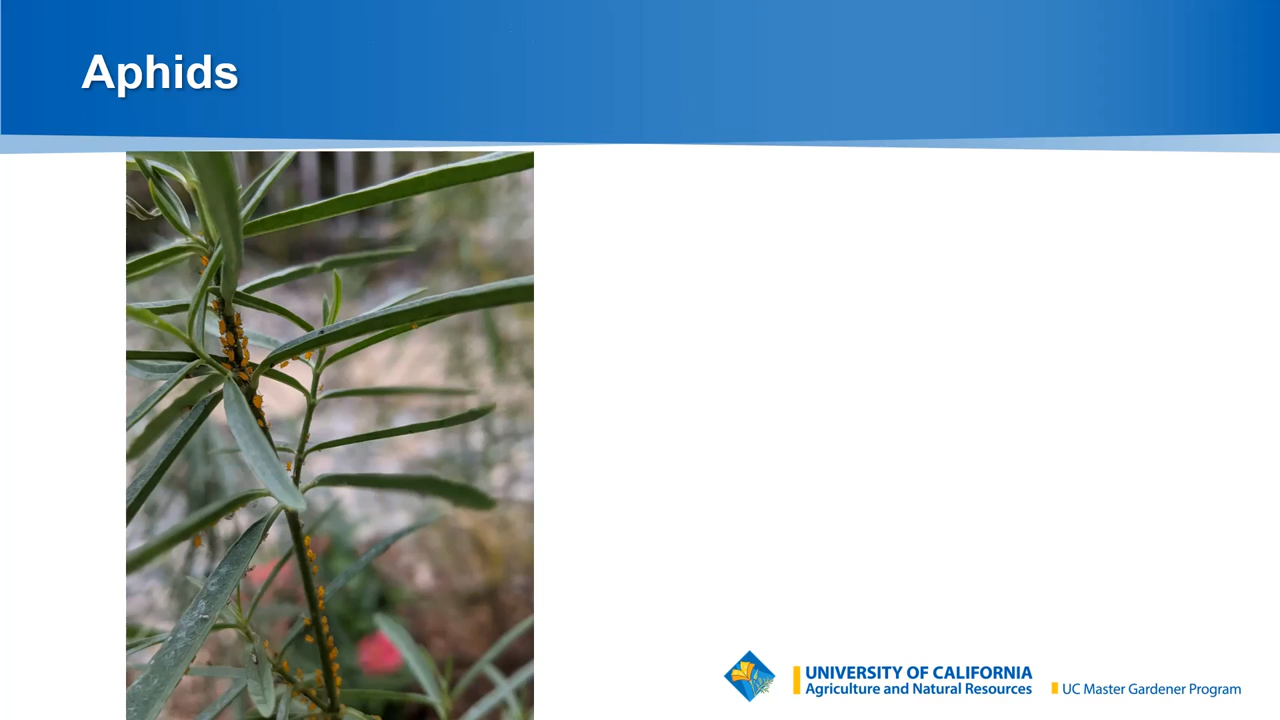 Aphids
UNIVERSITY OF CALIFORNIA
Agriculture and Natural Resources
UC Master Gardener Program